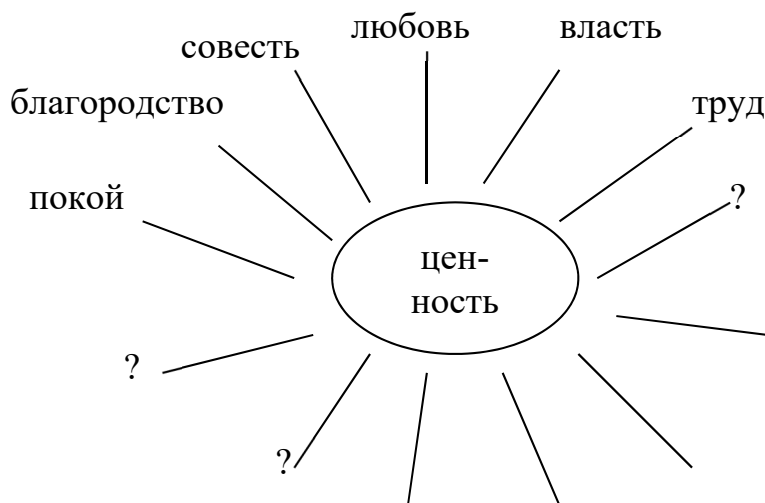 любовь
власть
совесть
благородство
труд
покой
?
цен-
ность
?
?